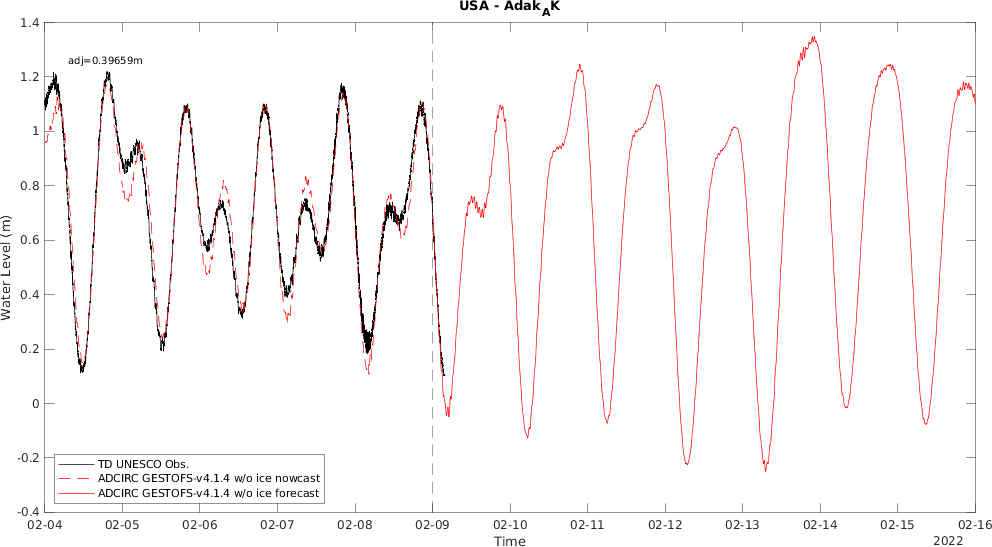 USA - Adak_AK
adj=0.39659m
1.4
1.2
1
0.8
0.6
0.4
0.2
0
-0.2
-0.4
Water Level (m)
TD UNESCO Obs.
ADCIRC GESTOFS-v4.1.4 w/o ice nowcast
ADCIRC GESTOFS-v4.1.4 w/o ice forecast
02-04 02-05 02-06 02-07 02-08 02-09 02-10 02-11 02-12 02-13 02-14 02-15 02-16
Time
2022